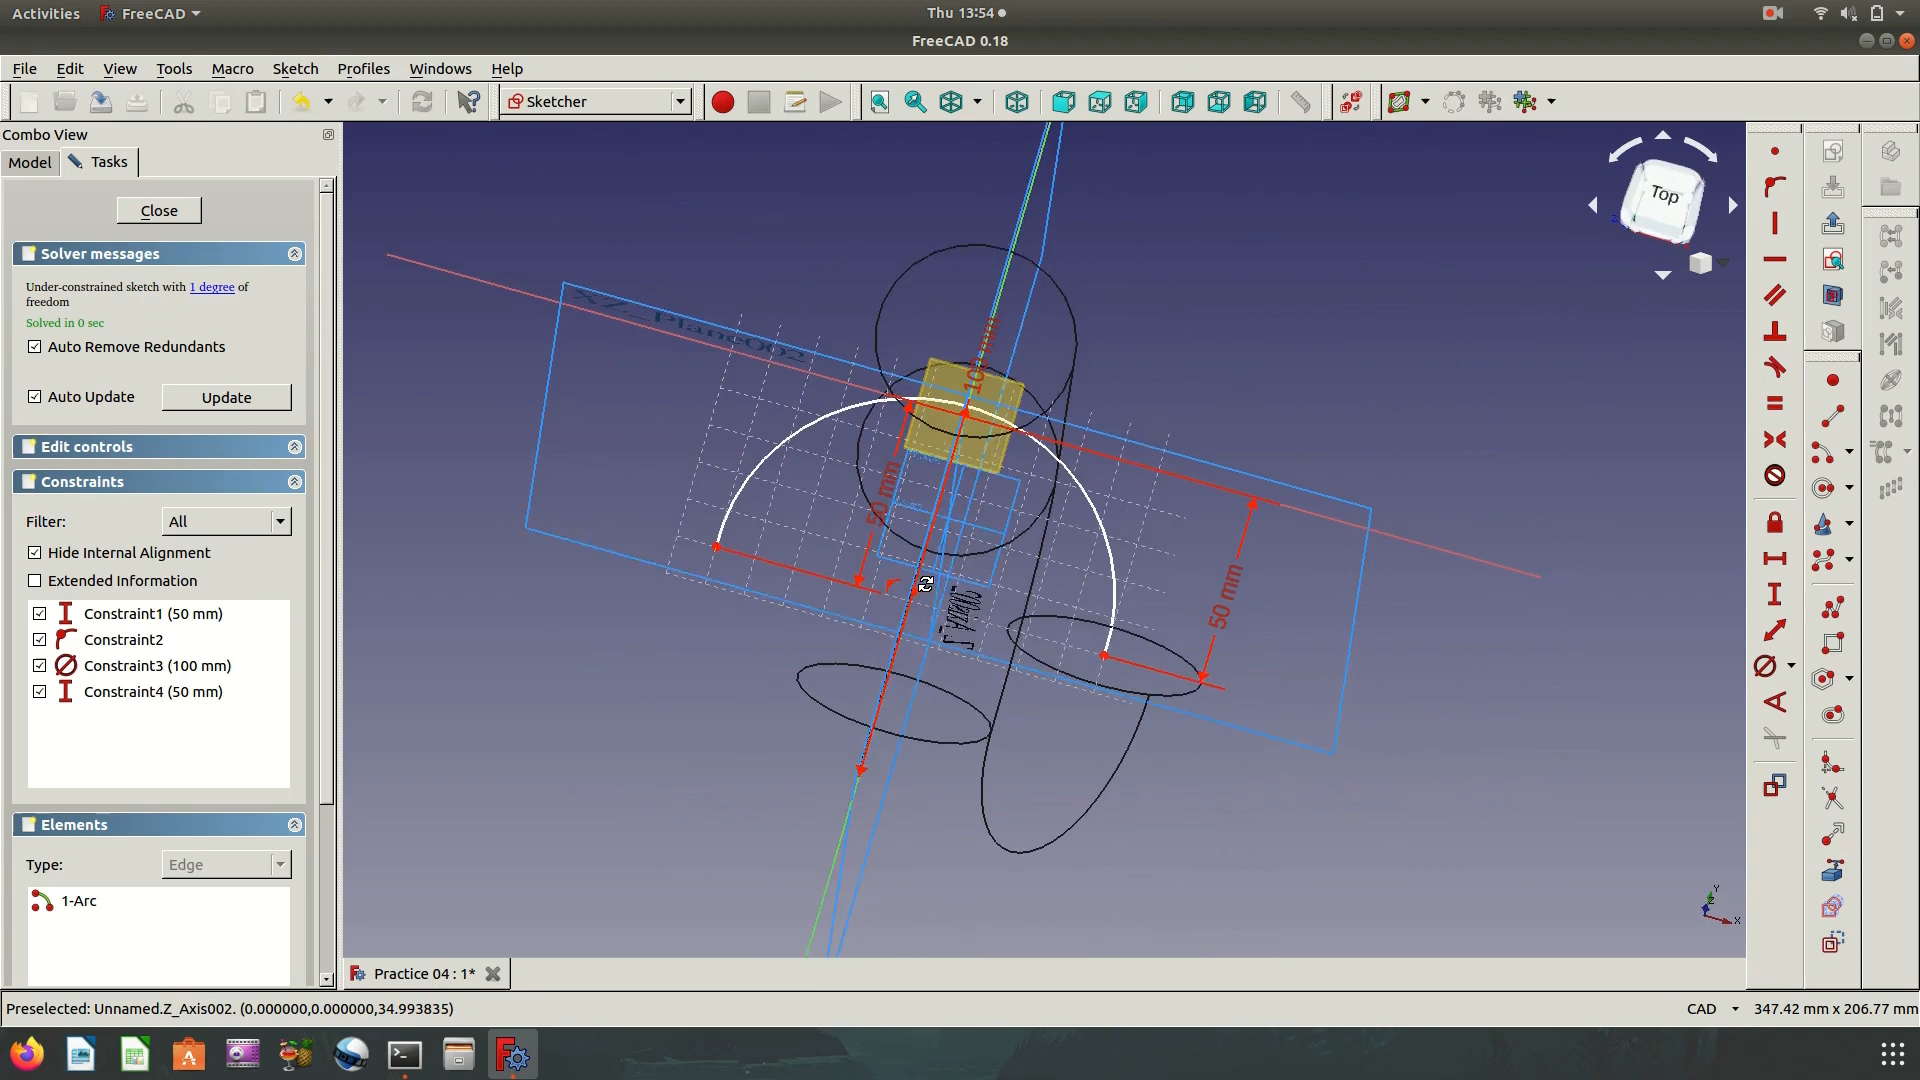 Activities FreeCAD Thu 13:54
FreeCAD 0.18
File Edit View Tools Macro Sketch Profiles Windows Help
Sketcher
Combo View
Model Tasks
Close
Solver messages
Under-constrained sketch with 1 degree of
freedom
Solved in 0 sec
Auto Remove Redundants
Auto Update Update
Edit controls
Constraints
Filter: All
Hide Internal Alignment
Extended Information
Constraint1 (50 mm)
Constraint2
Constraint3 (100 mm)
Constraint4 (50 mm)
Elements
Type: Edge
1-Arc
XZ_Plane002
100 mm
50 mm
50 mm
Top
Y
Z
X
Practice 04 : 1*
Preselected: Unnamed.Z_Axis002. (0.000000,0.000000,34.993835)
CAD 347.42 mm x 206.77 mm